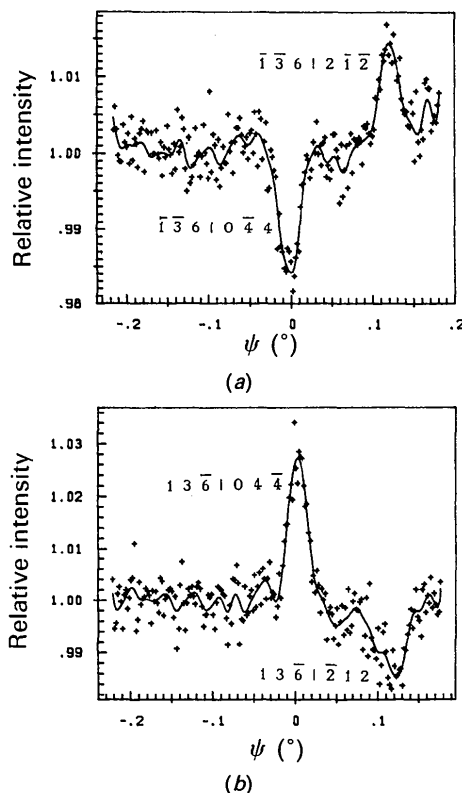 Relative intensity
1.01
1̄ 3̄ 6 | 2 1̄ 2̄
1.00
.99
1̄ 3̄ 6 | 0 4̄ 4
.98
-.2 -.1 0 .1 .2
ψ (°)
(a)
Relative intensity
1.03
1 3 6̄ | 0 4 4̄
1.02
1.01
1.00
.99
1 3 6̄ | 2̄ 1 2
-.2 -.1 0 0.1
ψ (°)
(b)